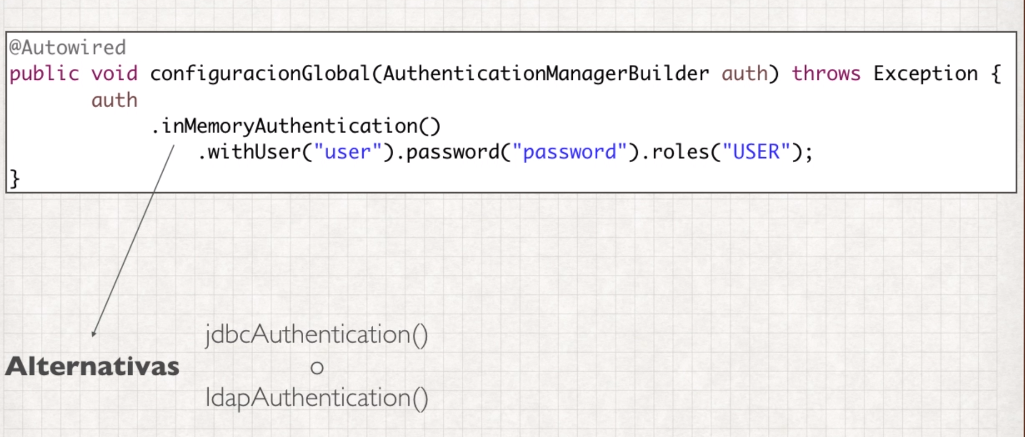 @Autowired
public void configuracionGlobal(AuthenticationManagerBuilder auth) throws Exception {
auth
.inMemoryAuthentication()
.withUser("user").password("password").roles("USER");
}
jdbcAuthentication()
Alternativas o
ldapAuthentication()